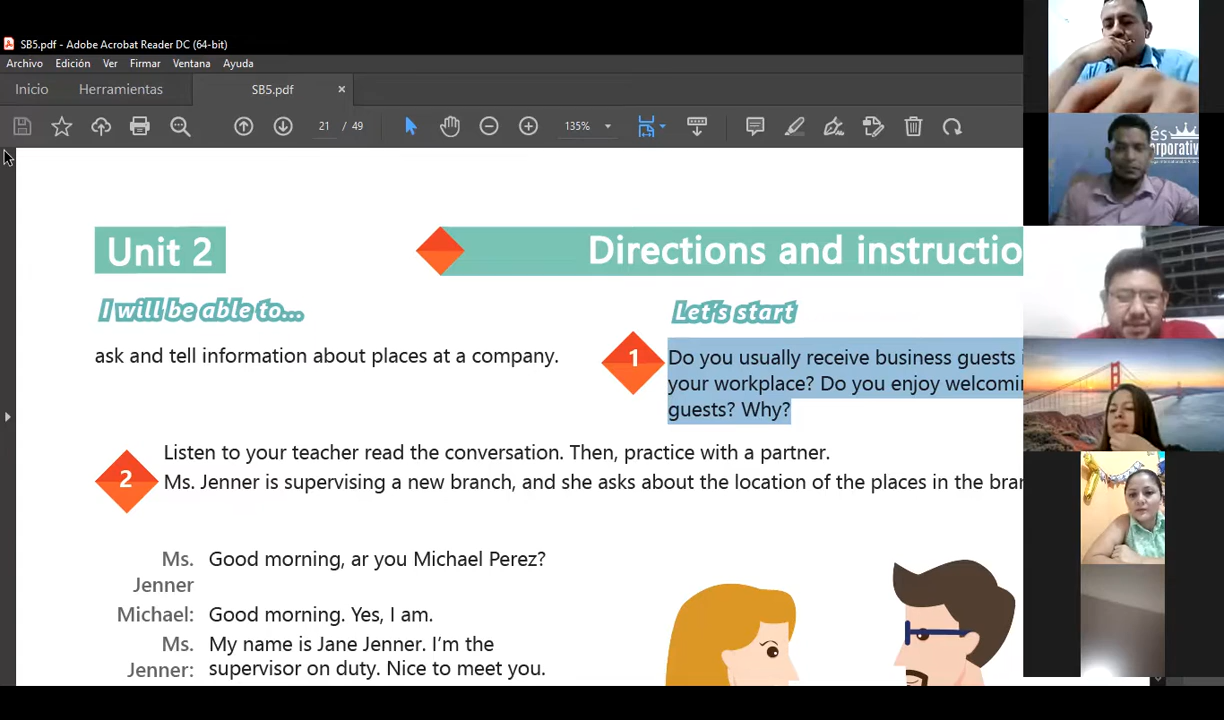 SB5.pdf - Adobe Acrobat Reader DC (64-bit)
Archivo Edición Ver Firmar Ventana Ayuda
Inicio Herramientas SB5.pdf ×
21 / 49 135%
és
orporativ
Unit 2
Directions and instructio
I will be able to...
Let's start
ask and tell information about places at a company.
1 Do you usually receive business guests i
your workplace? Do you enjoy welcomin
guests? Why?
Listen to your teacher read the conversation. Then, practice with a partner.
2 Ms. Jenner is supervising a new branch, and she asks about the location of the places in the bran
Ms. Good morning, ar you Michael Perez?
Jenner
Michael: Good morning. Yes, I am.
Ms. My name is Jane Jenner. I'm the
Jenner: supervisor on duty. Nice to meet you.